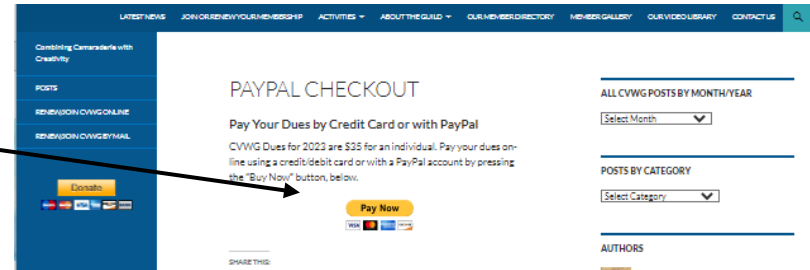 LATEST NEWS JOIN OR RENEW YOUR MEMBERSHIP ACTIVITIES ABOUT THE GUILD OUR MEMBER DIRECTORY MEMBER GALLERY OUR VIDEO LIBRARY CONTACT US
Combining Camaraderie with
Creativity
POSTS
RENEW/JOIN CVWG ONLINE
RENEW/JOIN CVWG BY MAIL
Donate
VISA
PAYPAL CHECKOUT
Pay Your Dues by Credit Card or with PayPal
CVWG Dues for 2023 are $35 for an individual. Pay your dues on-
line using a credit/debit card or with a PayPal account by pressing
the "Buy Now" button, below.
Pay Now
VISA
SHARE THIS:
ALL CVWG POSTS BY MONTH/YEAR
Select Month
POSTS BY CATEGORY
Select Category
AUTHORS